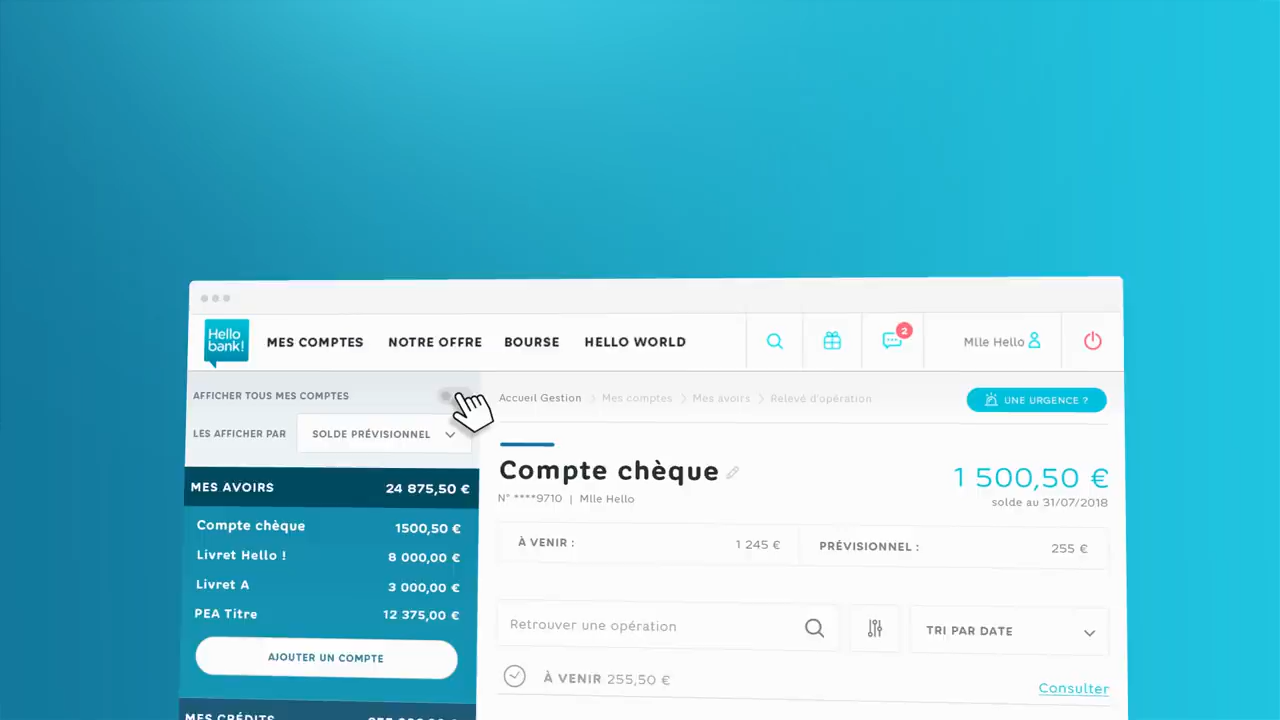 Hello
bank!
MES COMPTES NOTRE OFFRE BOURSE HELLO WORLD
2
Mlle Hello
AFFICHER TOUS MES COMPTES
LES AFFICHER PAR SOLDE PRÉVISIONNEL
MES AVOIRS 24 875,50 €
Compte chèque 1500,50 €
Livret Hello ! 8 000,00 €
Livret A 3 000,00 €
PEA Titre 12 375,00 €
AJOUTER UN COMPTE
MES CRÉDITS
Accueil Gestion > Mes comptes > Mes avoirs > Relevé d'opération
UNE URGENCE ?
Compte chèque
N° ****9710 | Mlle Hello
1 500,50 €
solde au 31/07/2018
À VENIR : 1 245 € PRÉVISIONNEL : 255 €
Retrouver une opération TRI PAR DATE
À VENIR 255,50 €
Consulter